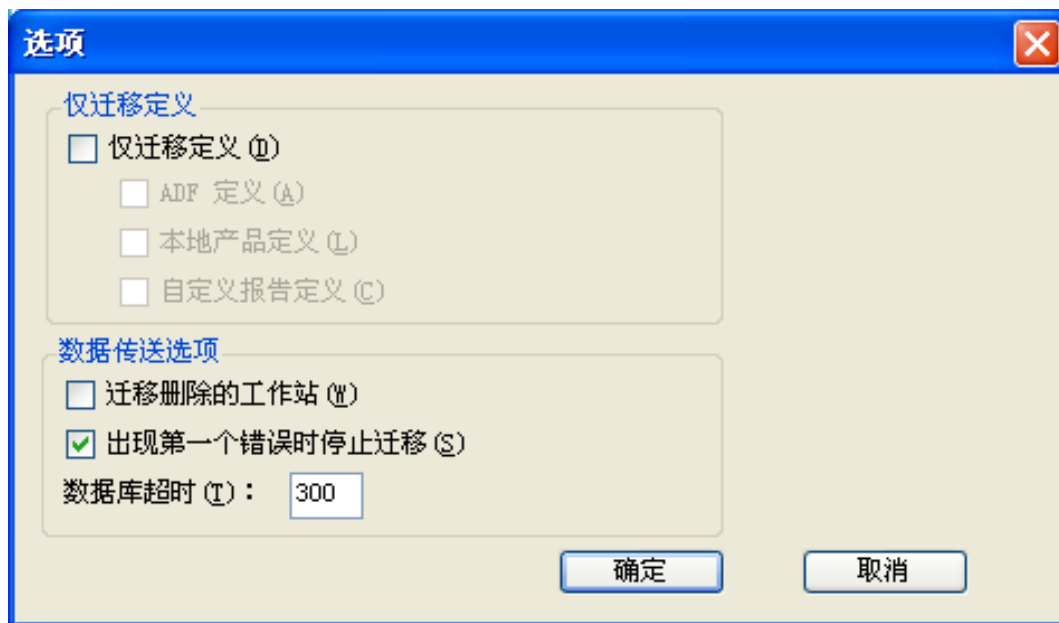 选项
仅迁移定义
仅迁移定义(D)
ADF 定义(A)
本地产品定义(L)
自定义报告定义(C)
数据传送选项
迁移删除的工作站(W)
出现第一个错误时停止迁移(S)
数据库超时(T): 300
确定 取消